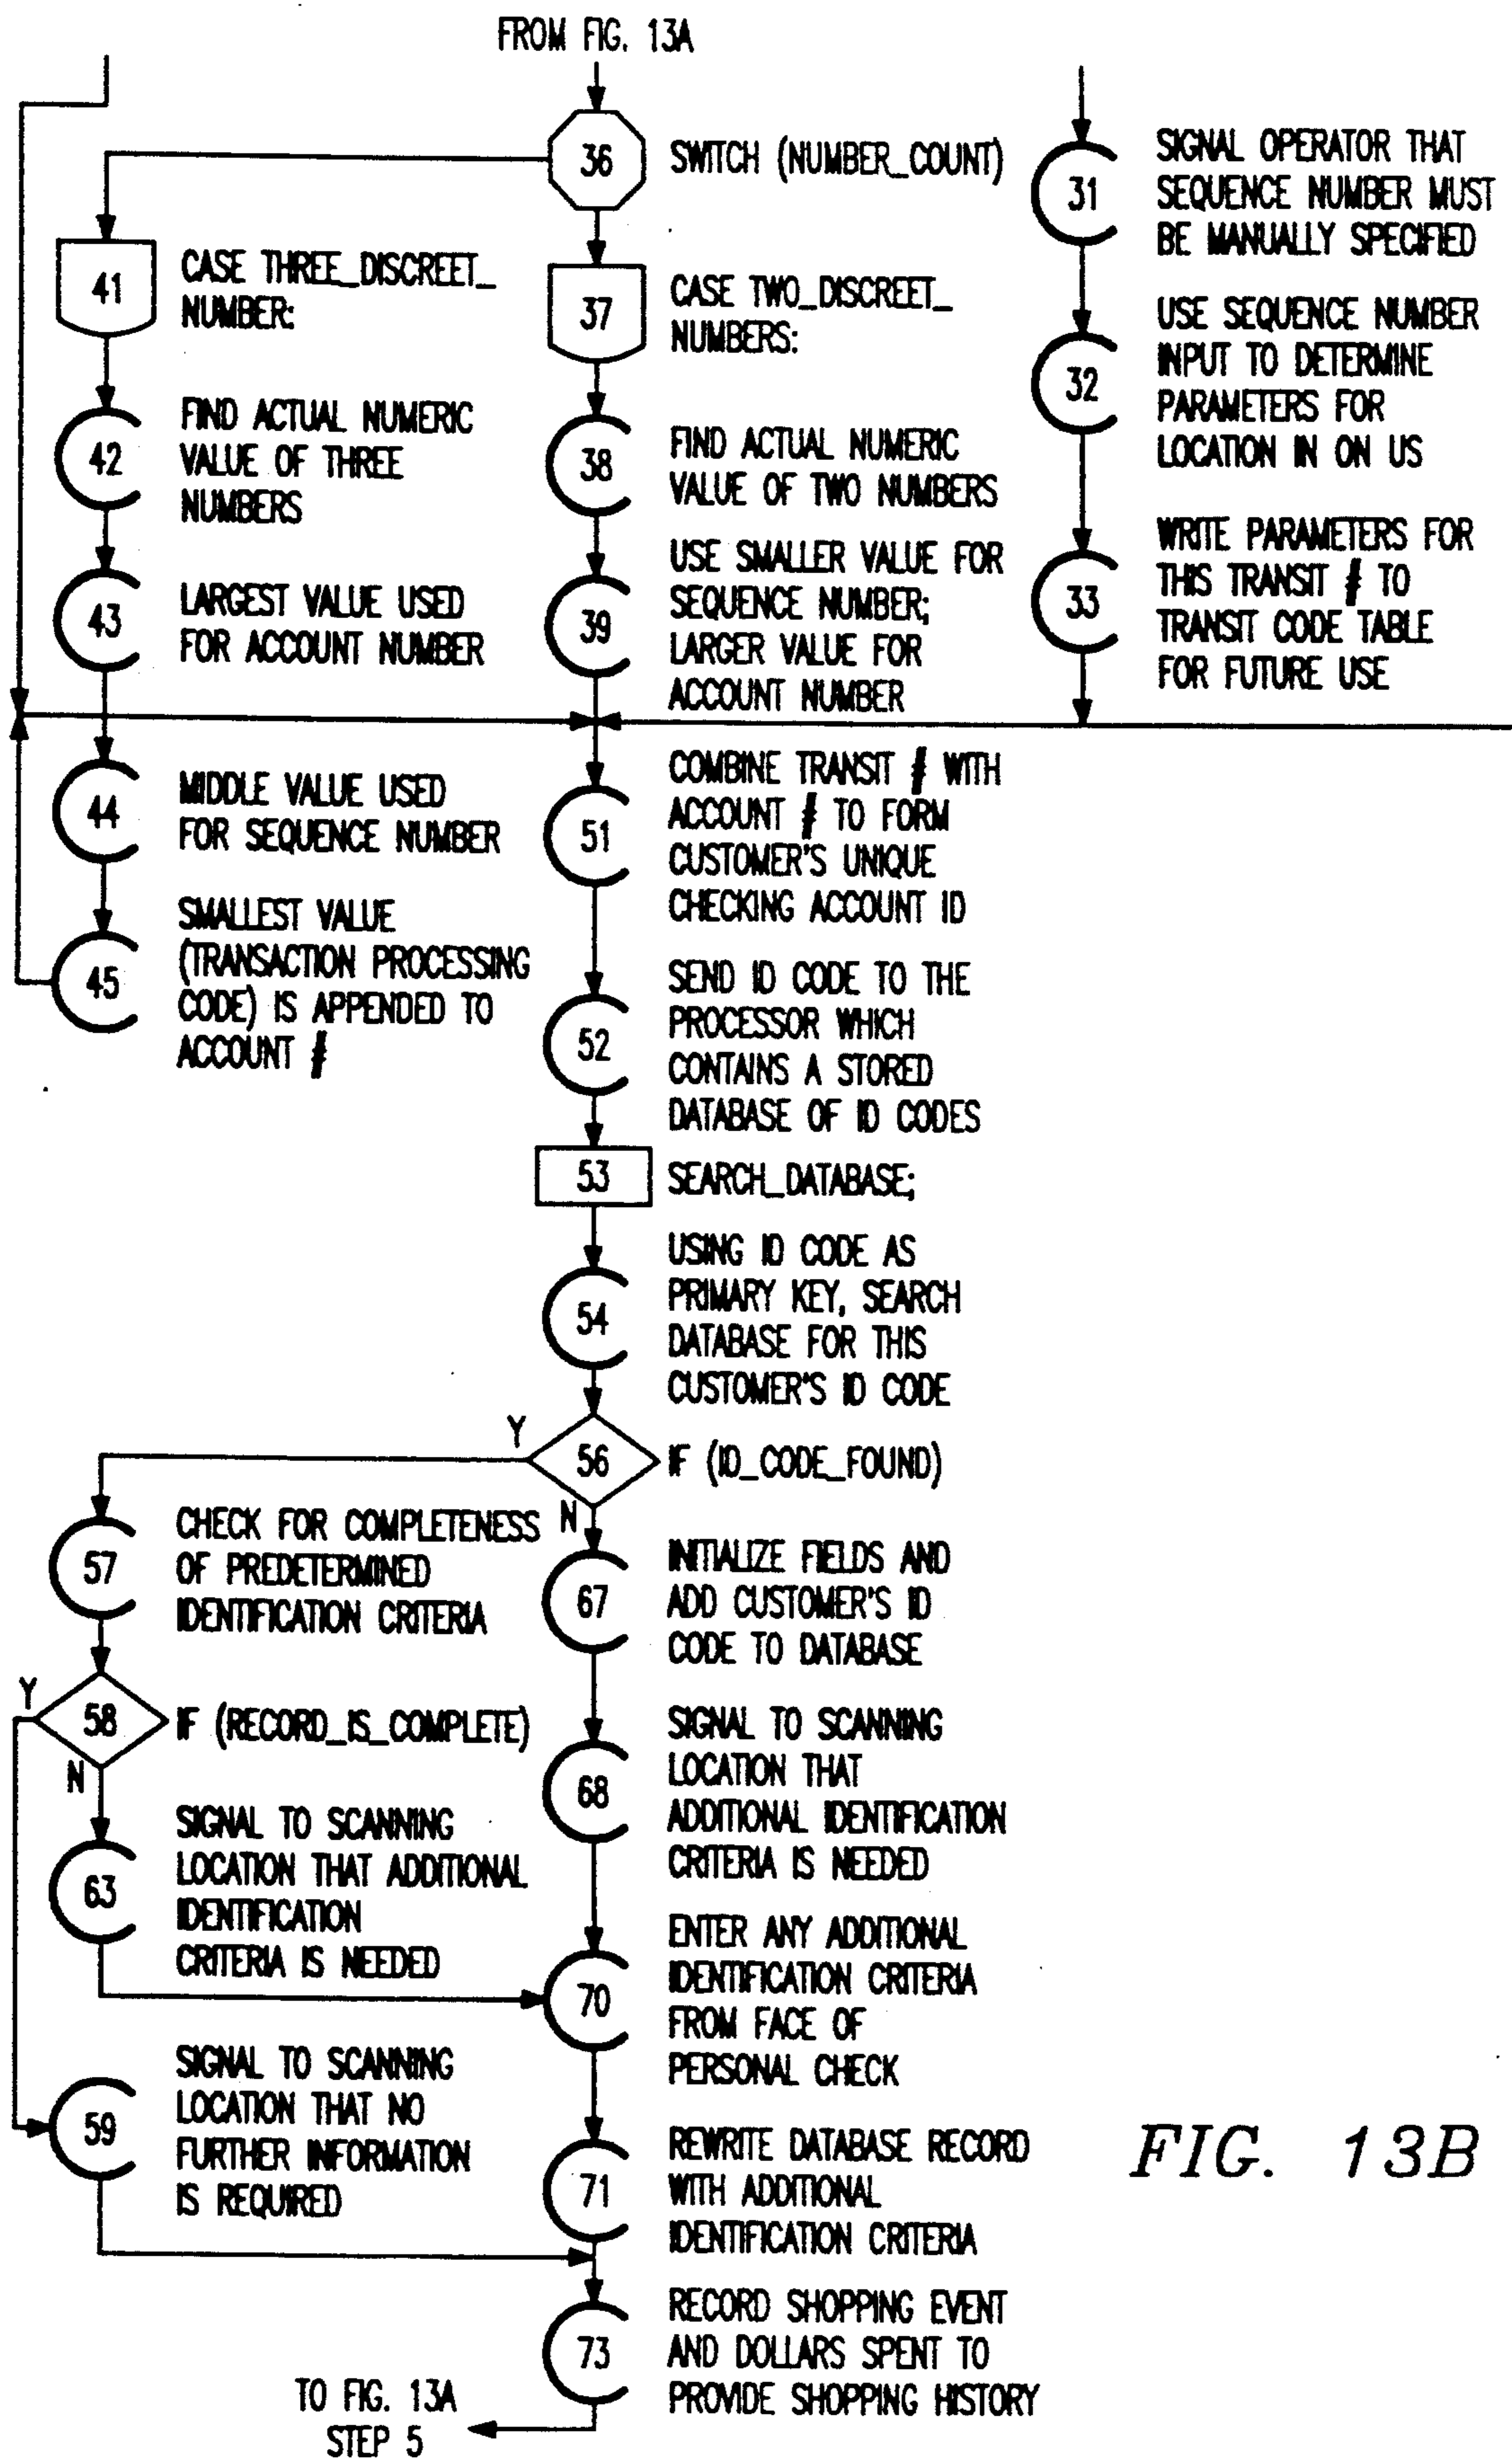 FROM FIG. 13A
36
SWITCH (NUMBER_COUNT)
31
SIGNAL OPERATOR THAT
SEQUENCE NUMBER MUST
BE MANUALLY SPECIFIED
41
CASE THREE_DISCREET_
NUMBER:
37
CASE TWO_DISCREET_
NUMBERS:
32
USE SEQUENCE NUMBER
INPUT TO DETERMINE
PARAMETERS FOR
LOCATION IN ON US
42
FIND ACTUAL NUMERIC
VALUE OF THREE
NUMBERS
38
FIND ACTUAL NUMERIC
VALUE OF TWO NUMBERS
33
WRITE PARAMETERS FOR
THIS TRANSIT # TO
TRANSIT CODE TABLE
FOR FUTURE USE
43
LARGEST VALUE USED
FOR ACCOUNT NUMBER
39
USE SMALLER VALUE FOR
SEQUENCE NUMBER;
LARGER VALUE FOR
ACCOUNT NUMBER
44
MIDDLE VALUE USED
FOR SEQUENCE NUMBER
51
COMBINE TRANSIT # WITH
ACCOUNT # TO FORM
CUSTOMER'S UNIQUE
CHECKING ACCOUNT ID
45
SMALLEST VALUE
(TRANSACTION PROCESSING
CODE) IS APPENDED TO
ACCOUNT #
52
SEND ID CODE TO THE
PROCESSOR WHICH
CONTAINS A STORED
DATABASE OF ID CODES
53
SEARCH_DATABASE;
54
USING ID CODE AS
PRIMARY KEY, SEARCH
DATABASE FOR THIS
CUSTOMER'S ID CODE
Y
56
IF (ID_CODE_FOUND)
N
57
CHECK FOR COMPLETENESS
OF PREDETERMINED
IDENTIFICATION CRITERIA
67
INITIALIZE FIELDS AND
ADD CUSTOMER'S ID
CODE TO DATABASE
Y
58
IF (RECORD_IS_COMPLETE)
N
68
SIGNAL TO SCANNING
LOCATION THAT
ADDITIONAL IDENTIFICATION
CRITERIA IS NEEDED
63
SIGNAL TO SCANNING
LOCATION THAT ADDITIONAL
IDENTIFICATION
CRITERIA IS NEEDED
70
ENTER ANY ADDITIONAL
IDENTIFICATION CRITERIA
FROM FACE OF
PERSONAL CHECK
59
SIGNAL TO SCANNING
LOCATION THAT NO
FURTHER INFORMATION
IS REQUIRED
71
REWRITE DATABASE RECORD
WITH ADDITIONAL
IDENTIFICATION CRITERIA
FIG. 13B
73
RECORD SHOPPING EVENT
AND DOLLARS SPENT TO
PROVIDE SHOPPING HISTORY
TO FIG. 13A
STEP 5